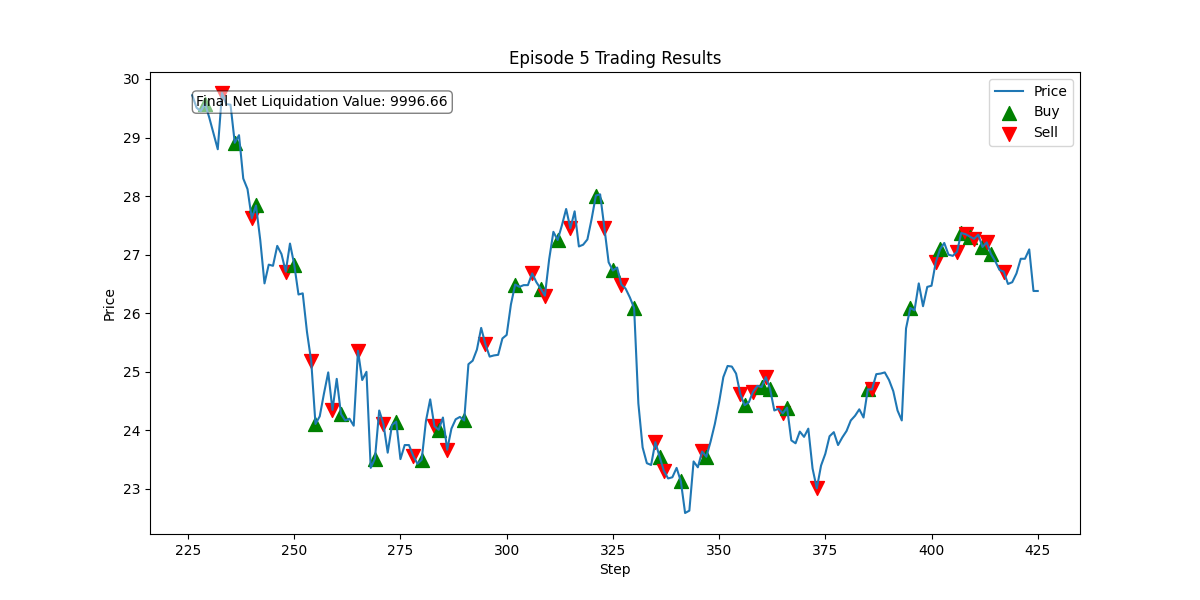 Episode 5 Trading Results
Final Net Liquidation Value: 9996.66
Price
Buy
Sell
30
29
28
27
26
25
24
23
Price
225
250
275
300
325
350
375
400
425
Step